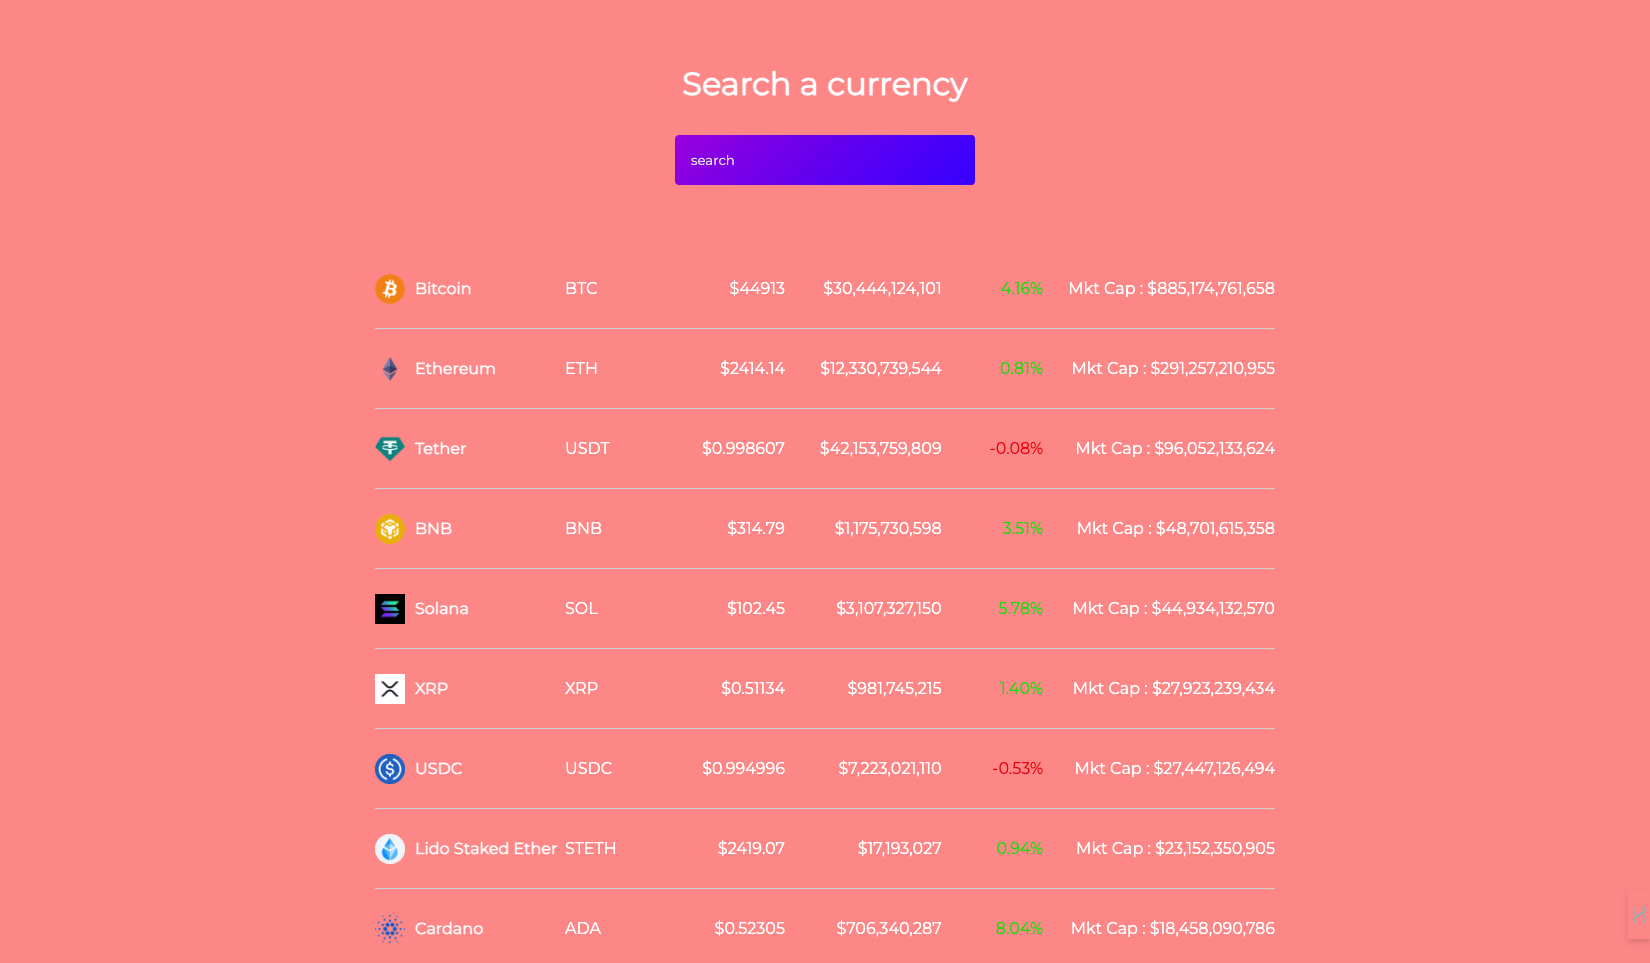 Search a currency
search
Bitcoin BTC $44913 $30,444,124,101 4.16% Mkt Cap : $885,174,761,658
Ethereum ETH $2414.14 $12,330,739,544 0.81% Mkt Cap : $291,257,210,955
Tether USDT $0.998607 $42,153,759,809 -0.08% Mkt Cap : $96,052,133,624
BNB BNB $314.79 $1,175,730,598 3.51% Mkt Cap : $48,701,615,358
Solana SOL $102.45 $3,107,327,150 5.78% Mkt Cap : $44,934,132,570
XRP XRP $0.51134 $981,745,215 1.40% Mkt Cap : $27,923,239,434
USDC USDC $0.994996 $7,223,021,110 -0.53% Mkt Cap : $27,447,126,494
Lido Staked Ether STETH $2419.07 $17,193,027 0.94% Mkt Cap : $23,152,350,905
Cardano ADA $0.52305 $706,340,287 8.04% Mkt Cap : $18,458,090,786